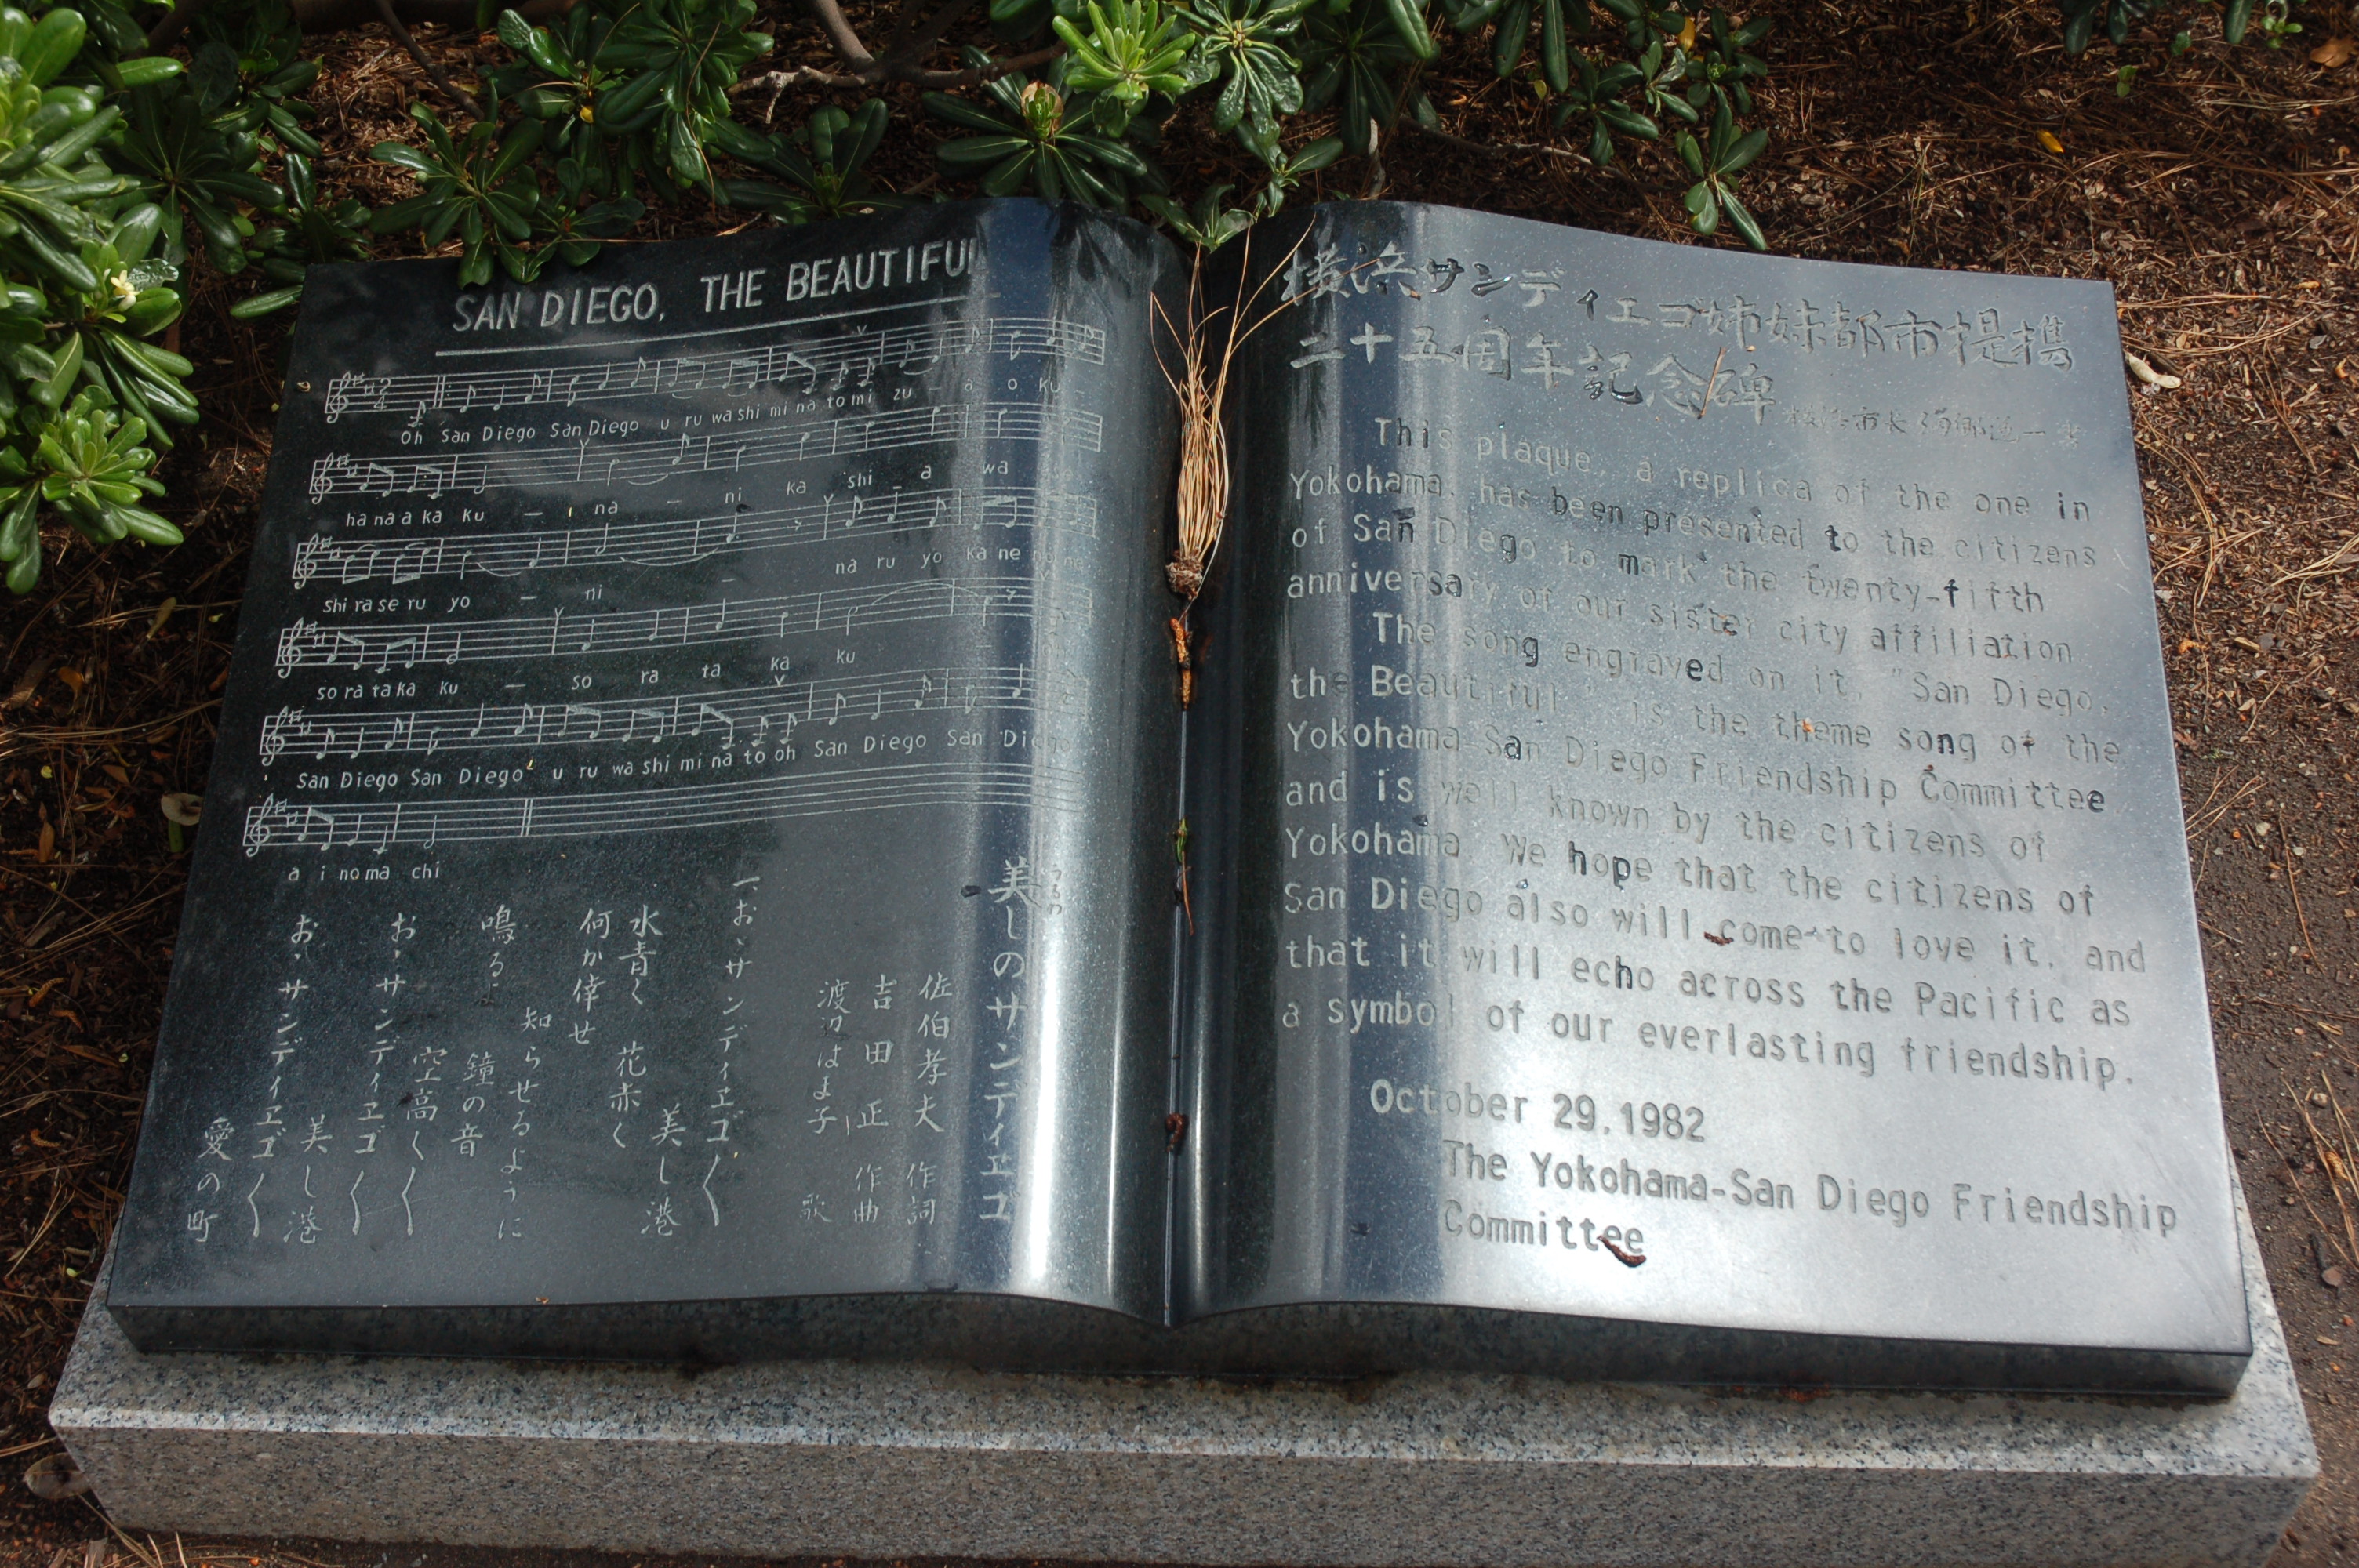 SAN DIEGO, THE BEAUTIFUL
Oh San Diego San Diego u ru wa shi mi na to mi zu a o ku
ha na a ka ku — na — ni ka shi a wa
shi ra se ru yo — ni — na ru yo ka ne no ne
so ra ta ka ku — so ra ta ka ku —
San Diego San Diego u ru wa shi mi na to oh San Diego San Diego
a i no ma chi
美しのサンディエゴ
佐伯孝夫 作詞
吉田正 作曲
渡辺はま子 歌
一、おゝサンディエゴ〱
美し港
水青く 花赤く
何か倖せ
知らせるように
鳴るよ 鐘の音
空高く〱
おゝサンディエゴ〱
美し港
おゝサンディエゴ〱
愛の町
横浜サンディエゴ姉妹都市提携
二十五周年記念碑
横浜市長
This plaque, a replica of the one in
Yokohama, has been presented to the citizens
of San Diego to mark the twenty-fifth
anniversary of our sister city affiliation
The song engraved on it, "San Diego,
the Beautiful" is the theme song of the
Yokohama-San Diego Friendship Committee,
and is well known by the citizens of
Yokohama We hope that the citizens of
San Diego also will come to love it, and
that it will echo across the Pacific as
a symbol of our everlasting friendship.
October 29, 1982
The Yokohama-San Diego Friendship
Committee